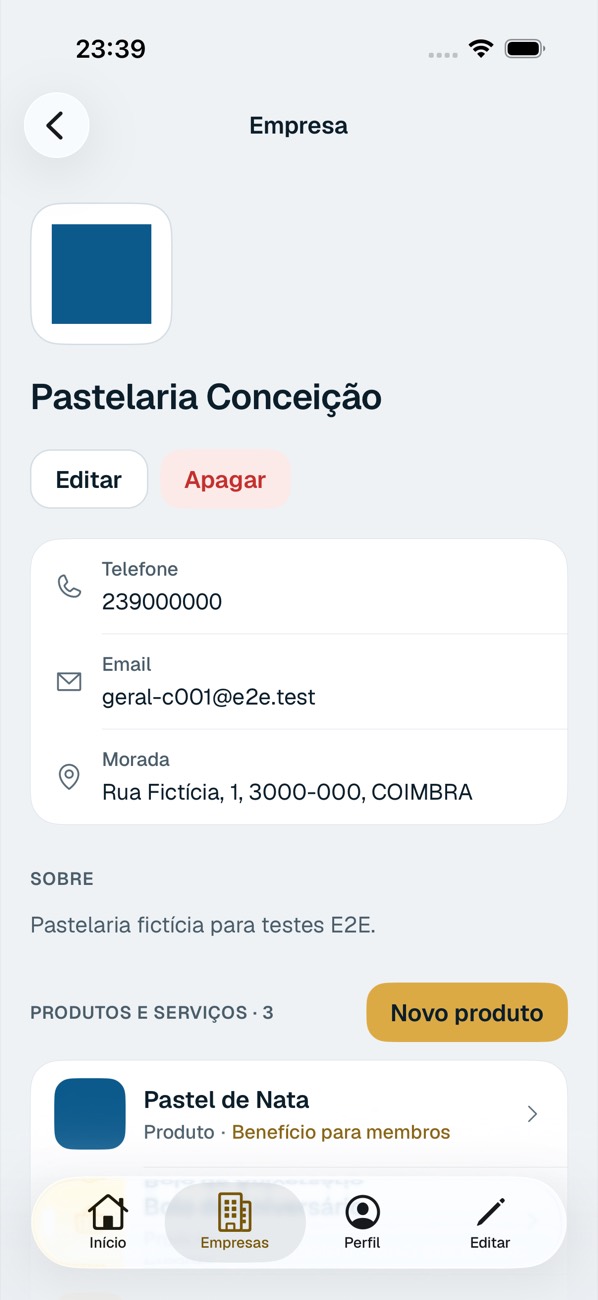 23:39
Empresa
Pastelaria Conceição
Editar
Apagar
Telefone
239000000
Email
geral-c001@e2e.test
Morada
Rua Fictícia, 1, 3000-000, COIMBRA
SOBRE
Pastelaria fictícia para testes E2E.
PRODUTOS E SERVIÇOS · 3
Novo produto
Pastel de Nata
Produto · Benefício para membros
Início
Empresas
Perfil
Editar